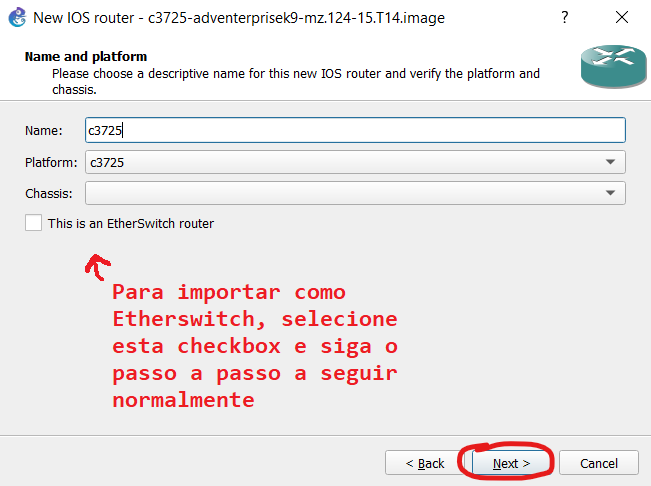 New IOS router - c3725-adventerprisek9-mz.124-15.T14.image
Name and platform
Please choose a descriptive name for this new IOS router and verify the platform and
chassis.
Name: c3725
Platform: c3725
Chassis:
This is an EtherSwitch router
Para importar como
Etherswitch, selecione
esta checkbox e siga o
passo a passo a seguir
normalmente
< Back Next > Cancel